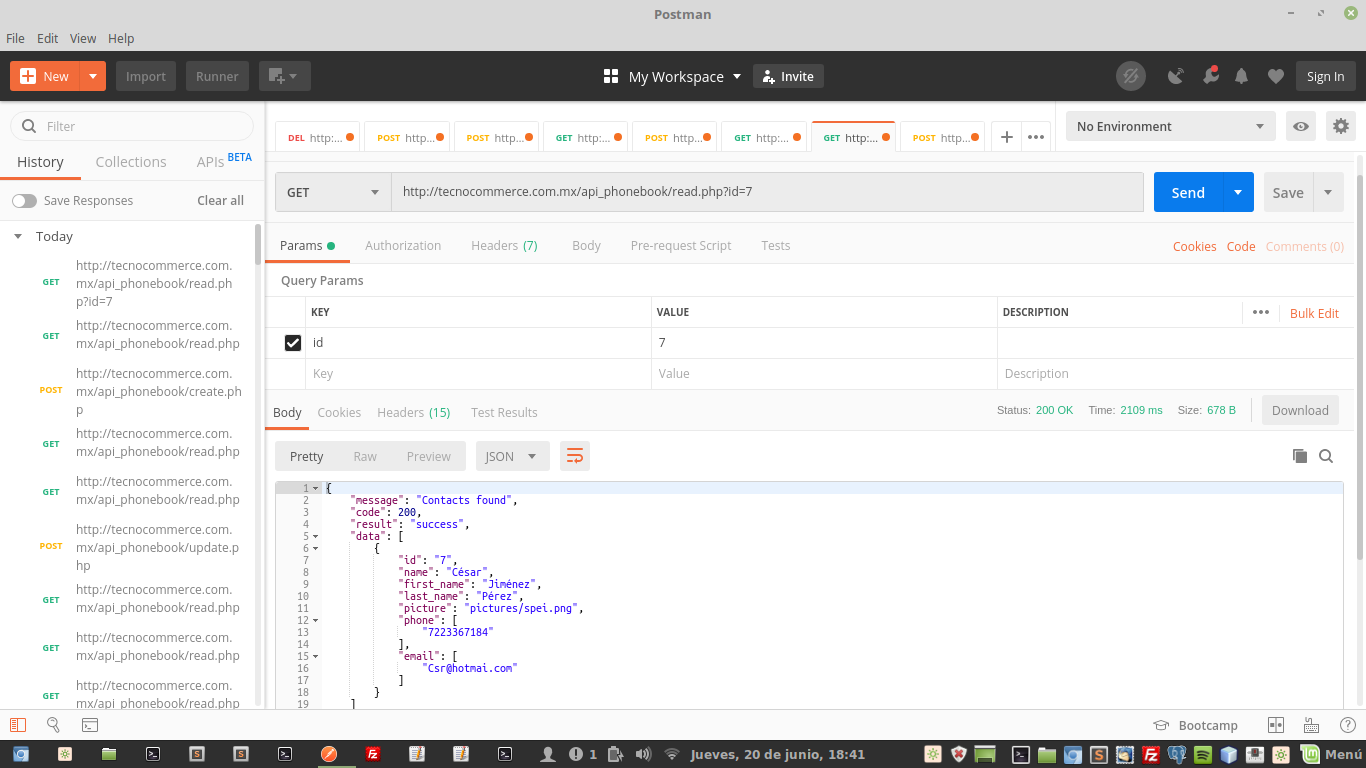 Postman
File Edit View Help
New Import Runner My Workspace Invite Sign In
Filter
History Collections APIs BETA
Save Responses Clear all
Today
GET http://tecnocommerce.com.
mx/api_phonebook/read.ph
p?id=7
GET http://tecnocommerce.com.
mx/api_phonebook/read.php
POST http://tecnocommerce.com.
mx/api_phonebook/create.ph
p
GET http://tecnocommerce.com.
mx/api_phonebook/read.php
GET http://tecnocommerce.com.
mx/api_phonebook/read.php
POST http://tecnocommerce.com.
mx/api_phonebook/update.p
hp
GET http://tecnocommerce.com.
mx/api_phonebook/read.php
GET http://tecnocommerce.com.
mx/api_phonebook/read.php
GET http://tecnocommerce.com.
mx/api_phonebook/read.php
DEL http:... POST http... POST http... GET http:... POST http... GET http:... GET http:... POST http... + •••
No Environment
GET http://tecnocommerce.com.mx/api_phonebook/read.php?id=7 Send Save
Params Authorization Headers (7) Body Pre-request Script Tests Cookies Code Comments (0)
Query Params
KEY VALUE DESCRIPTION ••• Bulk Edit
id 7
Key Value Description
Body Cookies Headers (15) Test Results Status: 200 OK Time: 2109 ms Size: 678 B Download
Pretty Raw Preview JSON
1 {
2 "message": "Contacts found",
3 "code": 200,
4 "result": "success",
5 "data": [
6 {
7 "id": "7",
8 "name": "César",
9 "first_name": "Jiménez",
10 "last_name": "Pérez",
11 "picture": "pictures/spei.png",
12 "phone": [
13 "7223367184"
14 ],
15 "email": [
16 "Csr@hotmai.com"
17 ]
18 }
19 ]
Bootcamp
1 Jueves, 20 de junio, 18:41 Menú